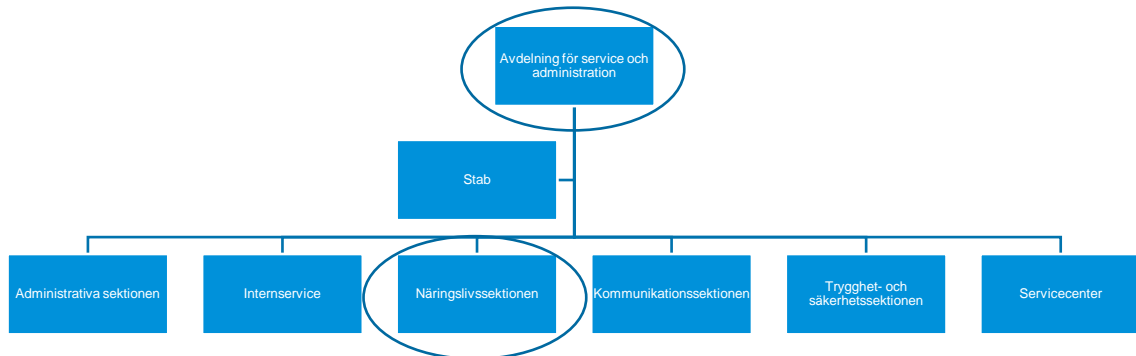 Avdelning för service och
administration
Stab
Administrativa sektionen
Internservice
Näringslivssektionen
Kommunikationssektionen
Trygghet- och
säkerhetssektionen
Servicecenter